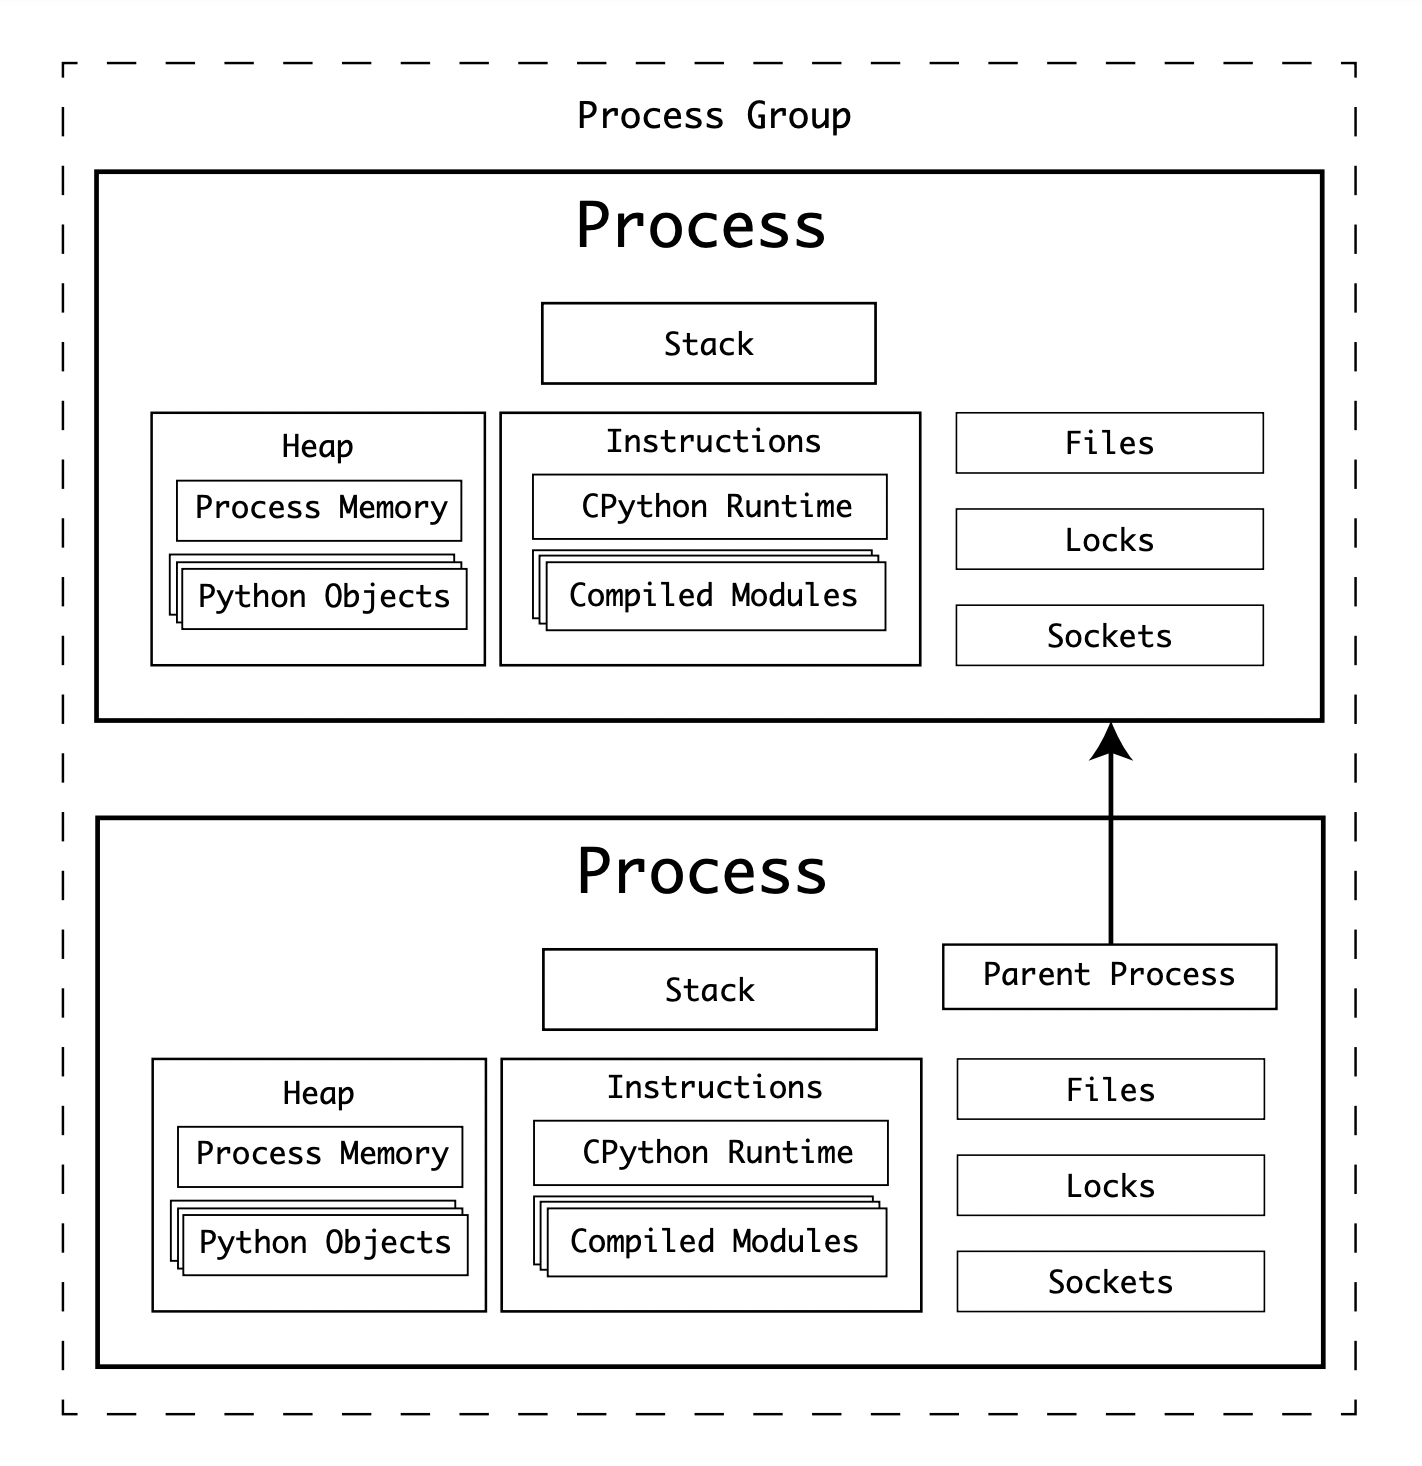 Process Group
Process
Stack
Heap
Process Memory
Python Objects
Instructions
CPython Runtime
Compiled Modules
Files
Locks
Sockets
Process
Stack
Parent Process
Heap
Process Memory
Python Objects
Instructions
CPython Runtime
Compiled Modules
Files
Locks
Sockets